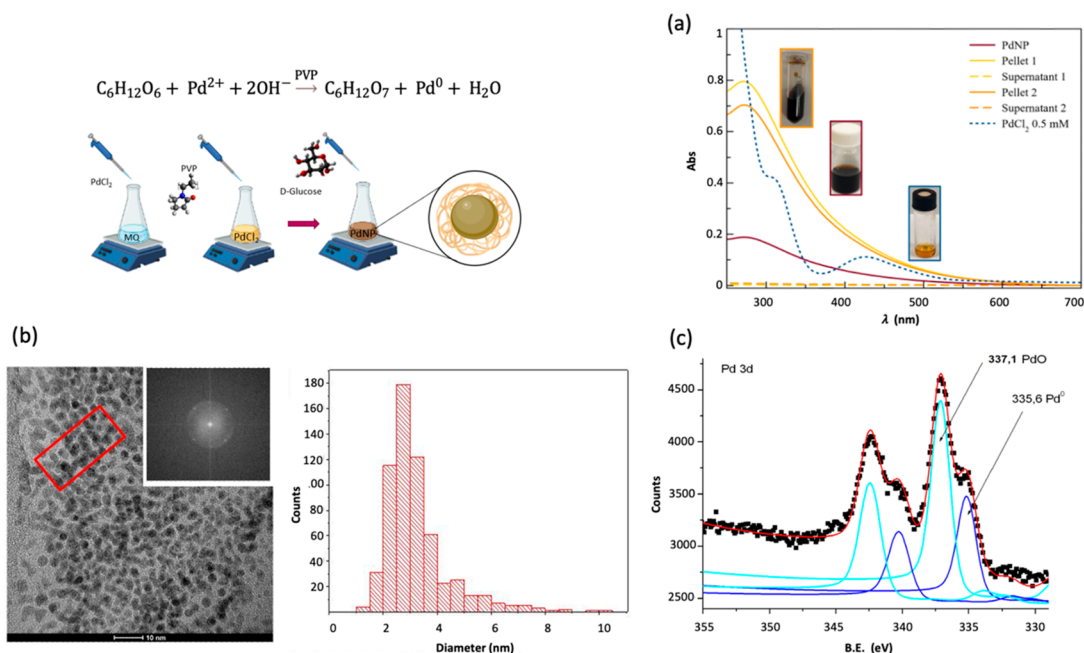 C₆H₁₂O₆ + Pd²⁺ + 2OH⁻ PVP→ C₆H₁₂O₇ + Pd⁰ + H₂O
PdCl₂
PVP
D-Glucose
MQ
PdCl₂
PdNP
(a)
1
0.8
0.6
0.4
0.2
0
Abs
300
400
500
600
700
λ (nm)
PdNP
Pellet 1
Supernatant 1
Pellet 2
Supernatant 2
PdCl₂ 0.5 mM
(b)
10 nm
180
160
140
120
.00
80
60
40
20
Counts
0
2
4
6
8
10
Diameter (nm)
(c)
Pd 3d
337,1 PdO
335,6 Pd⁰
4500
4000
3500
3000
2500
Counts
355
350
345
340
335
330
B.E. (eV)